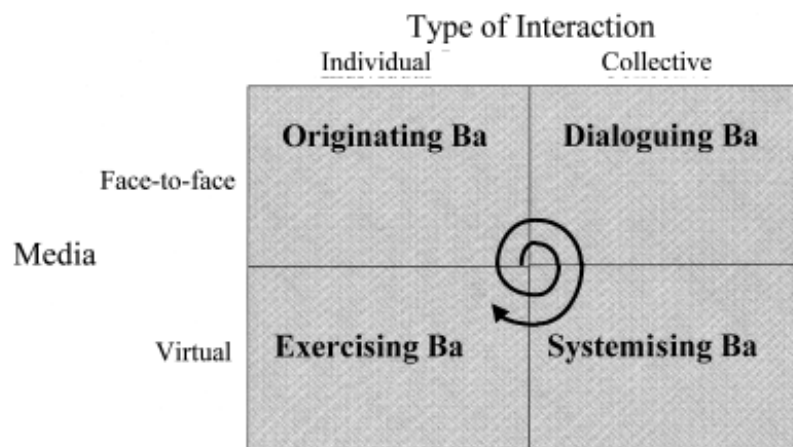 Type of Interaction
Individual Collective
Originating Ba Dialoguing Ba
Face-to-face
Media
Virtual
Exercising Ba Systemising Ba